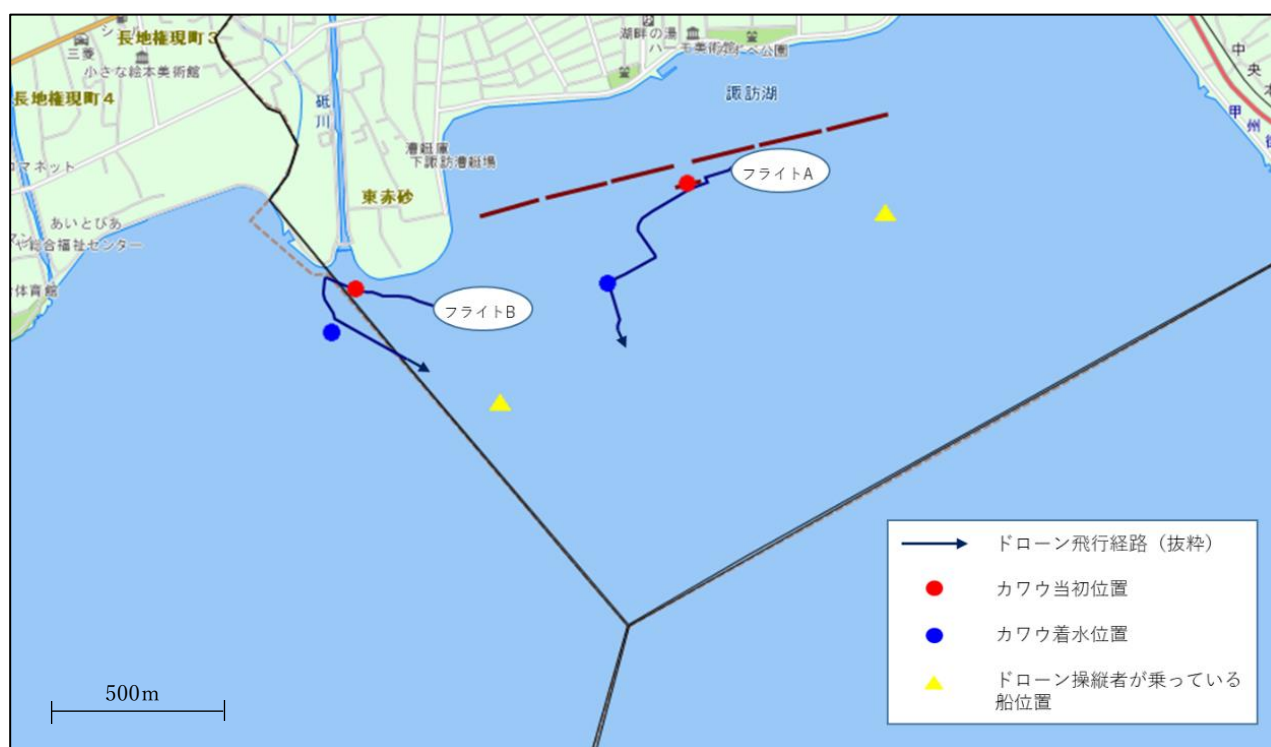 長地権現町3
三菱
小さな絵本美術館
長地権現町4
砥川
湖畔の湯
ハーモ美術館
諏訪湖
中央本
甲州街
漕艇庫
下諏訪漕艇場
東赤砂
フライトA
あいとぴあ
や総合福祉センター
体育館
フライトB
ドローン飛行経路（抜粋）
カワウ当初位置
カワウ着水位置
ドローン操縦者が乗っている
船位置
500m